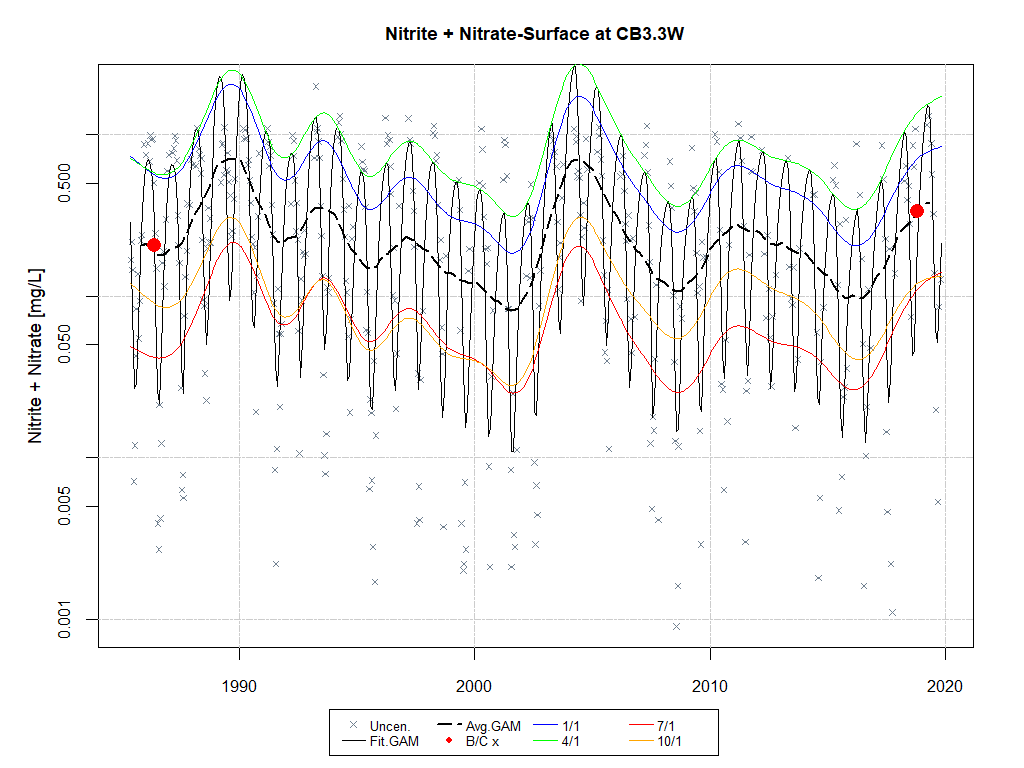 Nitrite + Nitrate-Surface at CB3.3W
Nitrite + Nitrate [mg/L]
0.500
0.050
0.005
0.001
1990 2000 2010 2020
Uncen. Avg.GAM 1/1 7/1
Fit.GAM B/C x 4/1 10/1